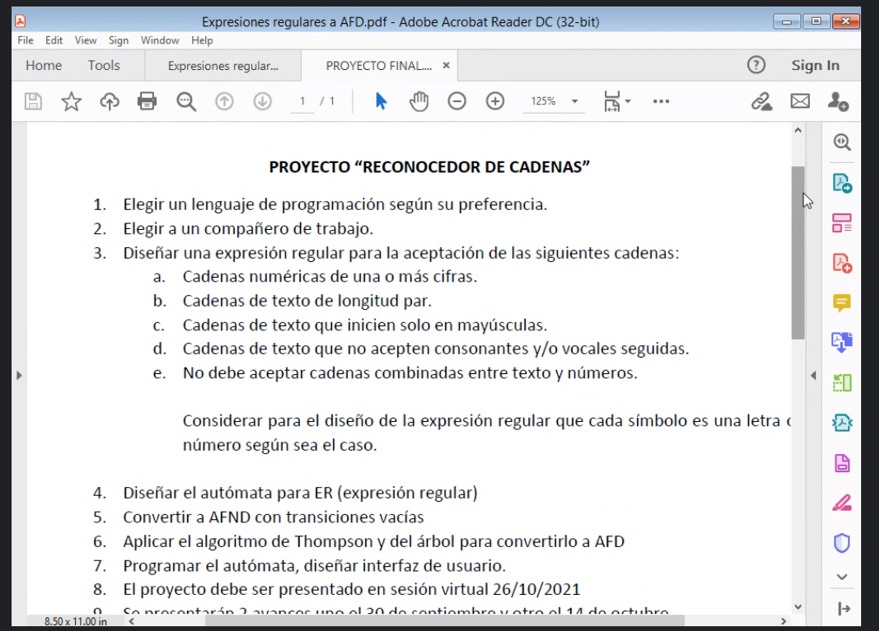 Expresiones regulares a AFD.pdf - Adobe Acrobat Reader DC (32-bit)
File Edit View Sign Window Help
Home Tools Expresiones regular... PROYECTO FINAL.... × ? Sign In
1 / 1 125%
PROYECTO “RECONOCEDOR DE CADENAS”
1. Elegir un lenguaje de programación según su preferencia.
2. Elegir a un compañero de trabajo.
3. Diseñar una expresión regular para la aceptación de las siguientes cadenas:
a. Cadenas numéricas de una o más cifras.
b. Cadenas de texto de longitud par.
c. Cadenas de texto que inicien solo en mayúsculas.
d. Cadenas de texto que no acepten consonantes y/o vocales seguidas.
e. No debe aceptar cadenas combinadas entre texto y números.
Considerar para el diseño de la expresión regular que cada símbolo es una letra
número según sea el caso.
4. Diseñar el autómata para ER (expresión regular)
5. Convertir a AFND con transiciones vacías
6. Aplicar el algoritmo de Thompson y del árbol para convertirlo a AFD
7. Programar el autómata, diseñar interfaz de usuario.
8. El proyecto debe ser presentado en sesión virtual 26/10/2021
9. Se presentarán 2 avances uno el 30 de septiembre y otro el 14 de octubre
8.50 x 11.00 in